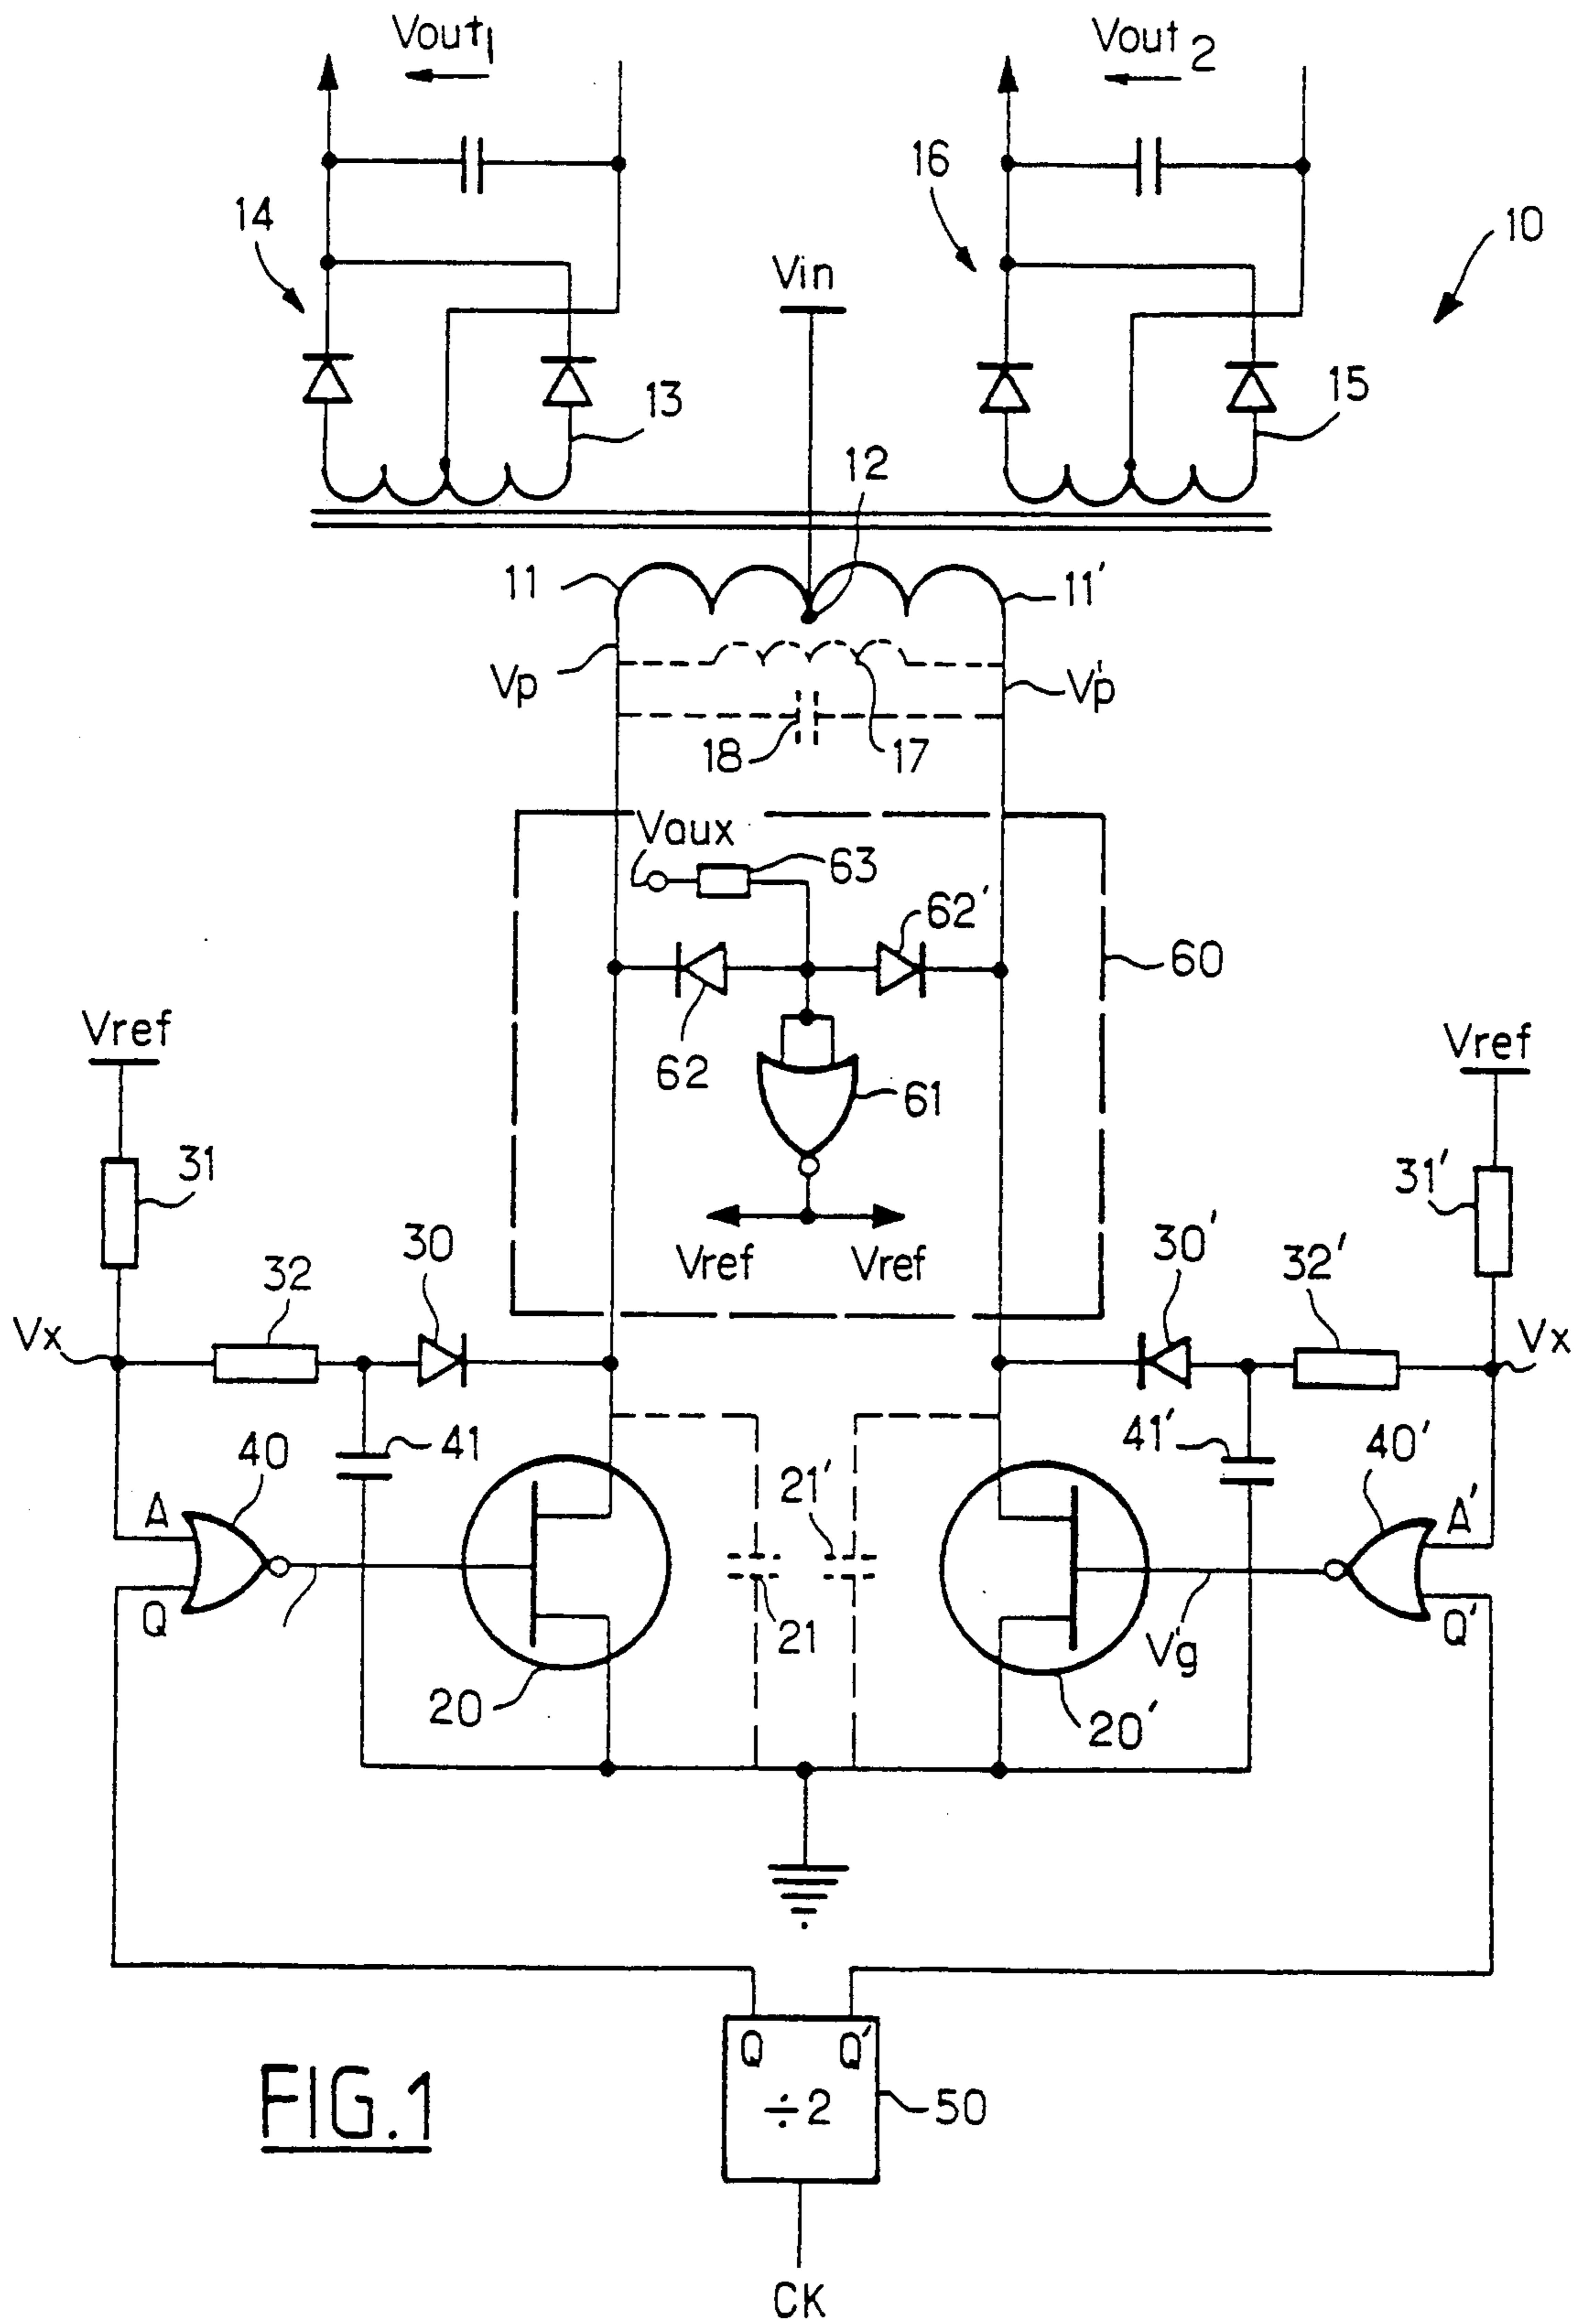 Vout1
Vout2
14
16
10
Vin
13
15
12
11
11'
Vp
V'p
18
17
Vaux
63
62'
60
62
61
Vref
Vref
31
31'
30
30'
32
32'
Vref
Vref
Vx
Vx
40
41
41'
40'
A
A'
21'
Q
Q'
21
V'g
20
20'
Q
Q'
÷2
50
FIG.1
CK